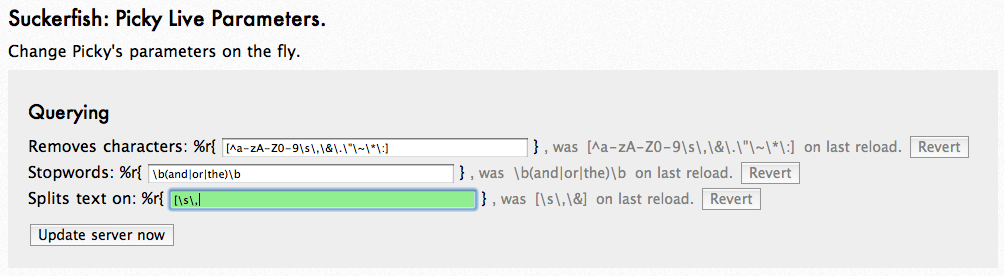 Suckerfish: Picky Live Parameters.
Change Picky's parameters on the fly.
Querying
Removes characters: %r{ [^a-zA-Z0-9\s\,\&\.\"\~\*\:] } , was [^a-zA-Z0-9\s\,\&\.\"\~\*\:] on last reload. Revert
Stopwords: %r{ \b(and|or|the)\b } , was \b(and|or|the)\b on last reload. Revert
Splits text on: %r{ [\s\, } , was [\s\,\&] on last reload. Revert
Update server now